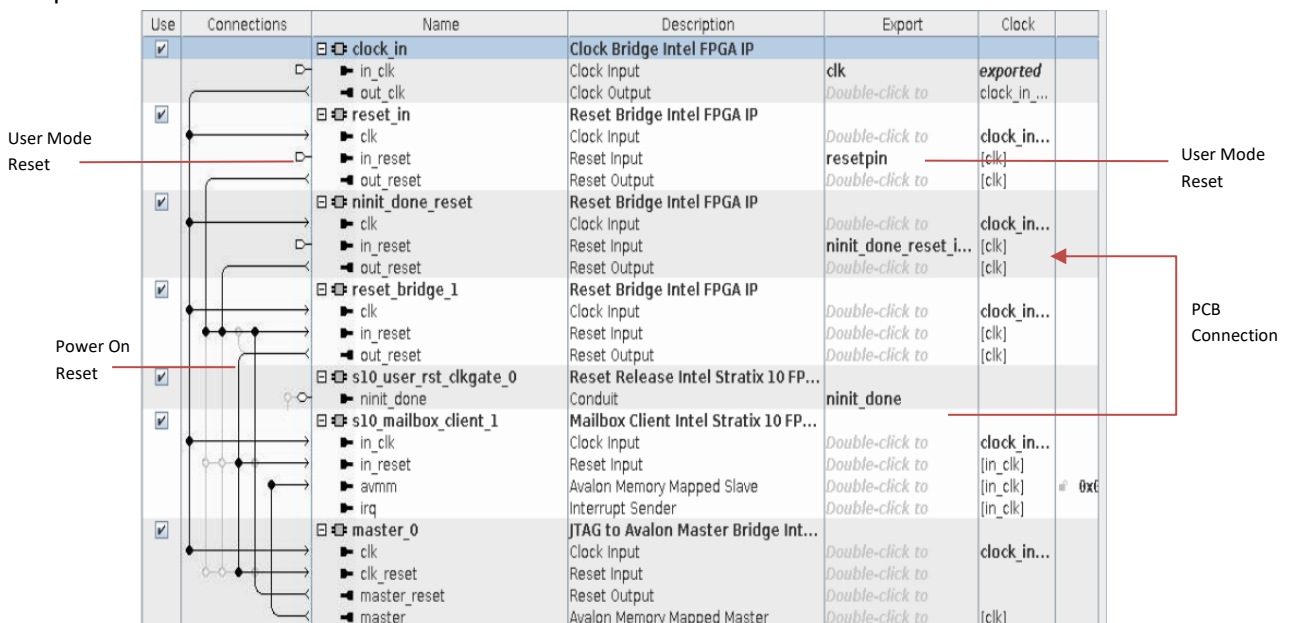 Use Connections Name Description Export Clock
clock_in Clock Bridge Intel FPGA IP
in_clk Clock Input clk exported
out_clk Clock Output Double-click to clock_in_...
reset_in Reset Bridge Intel FPGA IP
User Mode
Reset
clk Clock Input Double-click to clock_in...
in_reset Reset Input resetpin [clk]
User Mode
Reset
out_reset Reset Output Double-click to [clk]
ninit_done_reset Reset Bridge Intel FPGA IP
clk Clock Input Double-click to clock_in...
in_reset Reset Input ninit_done_reset_i... [clk]
out_reset Reset Output Double-click to [clk]
reset_bridge_1 Reset Bridge Intel FPGA IP
clk Clock Input Double-click to clock_in...
PCB
Connection
in_reset Reset Input Double-click to [clk]
Power On
Reset
out_reset Reset Output Double-click to [clk]
s10_user_rst_clkgate_0 Reset Release Intel Stratix 10 FP...
ninit_done Conduit ninit_done
s10_mailbox_client_1 Mailbox Client Intel Stratix 10 FP...
in_clk Clock Input Double-click to clock_in...
in_reset Reset Input Double-click to [in_clk]
avmm Avalon Memory Mapped Slave Double-click to [in_clk]
irq Interrupt Sender Double-click to [in_clk]
master_0 JTAG to Avalon Master Bridge Int...
clk Clock Input Double-click to clock_in...
clk_reset Reset Input Double-click to
master_reset Reset Output Double-click to
master Avalon Memory Mapped Master Double-click to [clk]